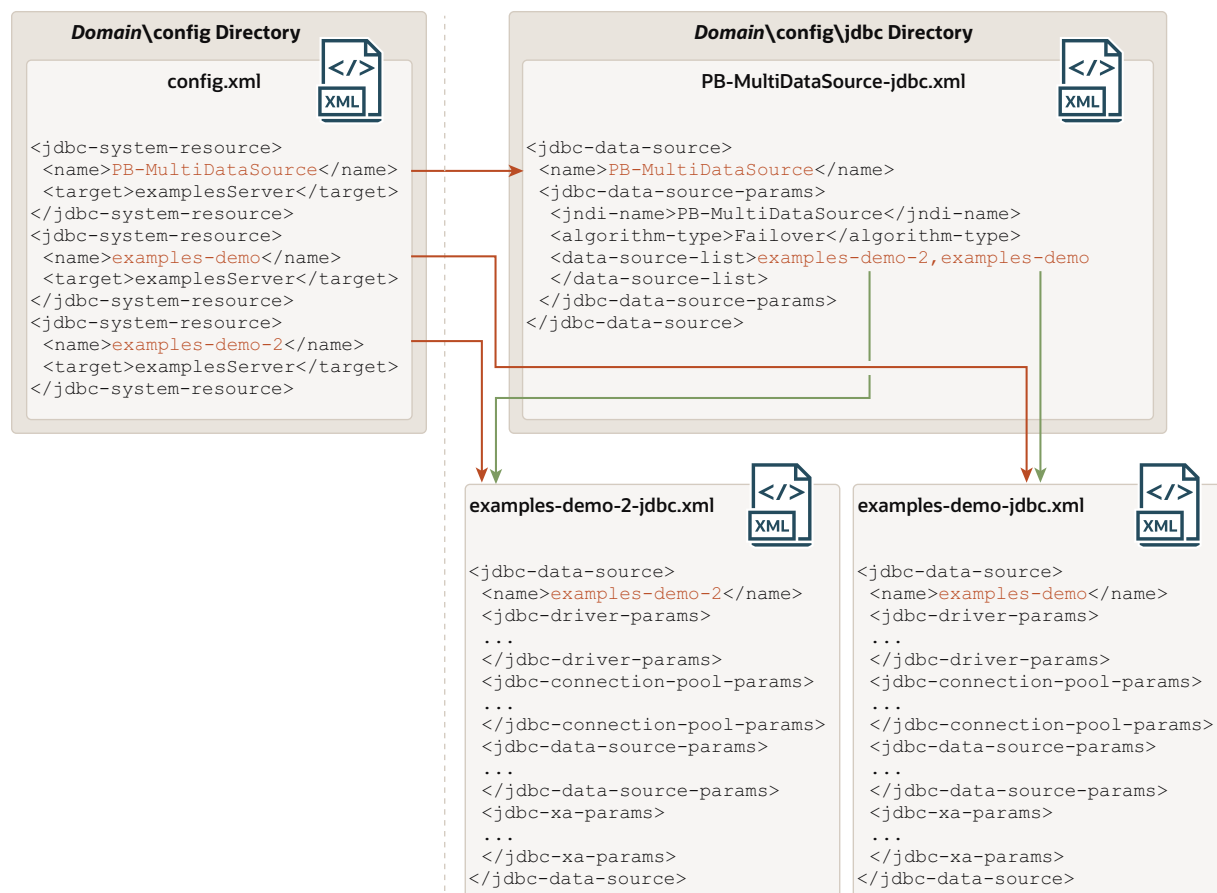 Domain\config Directory
config.xml
</>
XML
<jdbc-system-resource>
<name>PB-MultiDataSource</name>
<target>examplesServer</target>
</jdbc-system-resource>
<jdbc-system-resource>
<name>examples-demo</name>
<target>examplesServer</target>
</jdbc-system-resource>
<jdbc-system-resource>
<name>examples-demo-2</name>
<target>examplesServer</target>
</jdbc-system-resource>
Domain\config\jdbc Directory
PB-MultiDataSource-jdbc.xml
</>
XML
<jdbc-data-source>
<name>PB-MultiDataSource</name>
<jdbc-data-source-params>
<jndi-name>PB-MultiDataSource</jndi-name>
<algorithm-type>Failover</algorithm-type>
<data-source-list>examples-demo-2,examples-demo
</data-source-list>
</jdbc-data-source-params>
</jdbc-data-source>
examples-demo-2-jdbc.xml
</>
XML
<jdbc-data-source>
<name>examples-demo-2</name>
<jdbc-driver-params>
...
</jdbc-driver-params>
<jdbc-connection-pool-params>
...
</jdbc-connection-pool-params>
<jdbc-data-source-params>
...
</jdbc-data-source-params>
<jdbc-xa-params>
...
</jdbc-xa-params>
</jdbc-data-source>
examples-demo-jdbc.xml
</>
XML
<jdbc-data-source>
<name>examples-demo</name>
<jdbc-driver-params>
...
</jdbc-driver-params>
<jdbc-connection-pool-params>
...
</jdbc-connection-pool-params>
<jdbc-data-source-params>
...
</jdbc-data-source-params>
<jdbc-xa-params>
...
</jdbc-xa-params>
</jdbc-data-source>